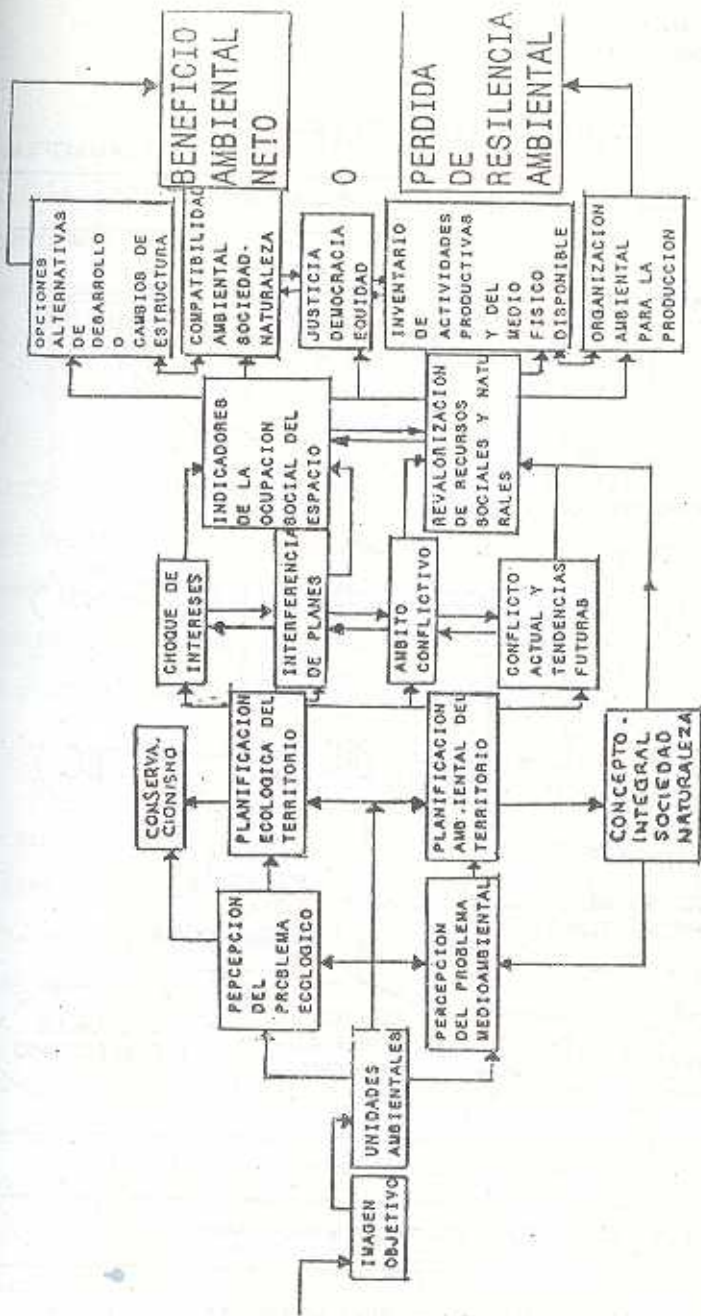 IMAGEN
OBJETIVO
UNIDADES
AMBIENTALES
PEPCEPCION
DEL
PROBLEMA
ECOLOGICO
PERCEPCION
DEL PROBLEMA
MEDIOAMBIENTAL
CONSERVA.
CIONISMO
PLANIFICACION
ECOLOGICA DEL
TERRITORIO
PLANIFICACION
AMB.IENTAL DEL
TERRITORIO
CONCEPTO-
INTEGRAL
SOCIEDAD
NATURALEZA
CHOQUE DE
INTERESES
INTERFERENCIA
DE PLANES
AMBITO
CONFLICTIVO
CONFLICTO
ACTUAL Y
TENDENCIAS
FUTURAS
INDICADORES
DE LA
OCUPACION
SOCIAL DEL
ESPACIO
REVALORIZACION
DE RECURSOS
SOCIALES Y NATU
RALES
OPCIONES
ALTERNATIVAS
DE
DESARROLLO
O CAMBIOS DE
ESTRUCTURA
COMPATIBILIDAD
AMBIENTAL
SOCIEDAD-
NATURALEZA
JUSTICIA
DEMOCRACIA
EQUIDAD
INVENTARIO
DE ACTIVIDADES
PRODUCTIVAS
Y DEL
MEDIO
FISICO
DISPONIBLE
ORGANIZACION
AMBIENTAL
PARA LA
PRODUCCION
BENEFICIO
AMBIENTAL
NETO
O
PERDIDA
DE
RESILENCIA
AMBIENTAL